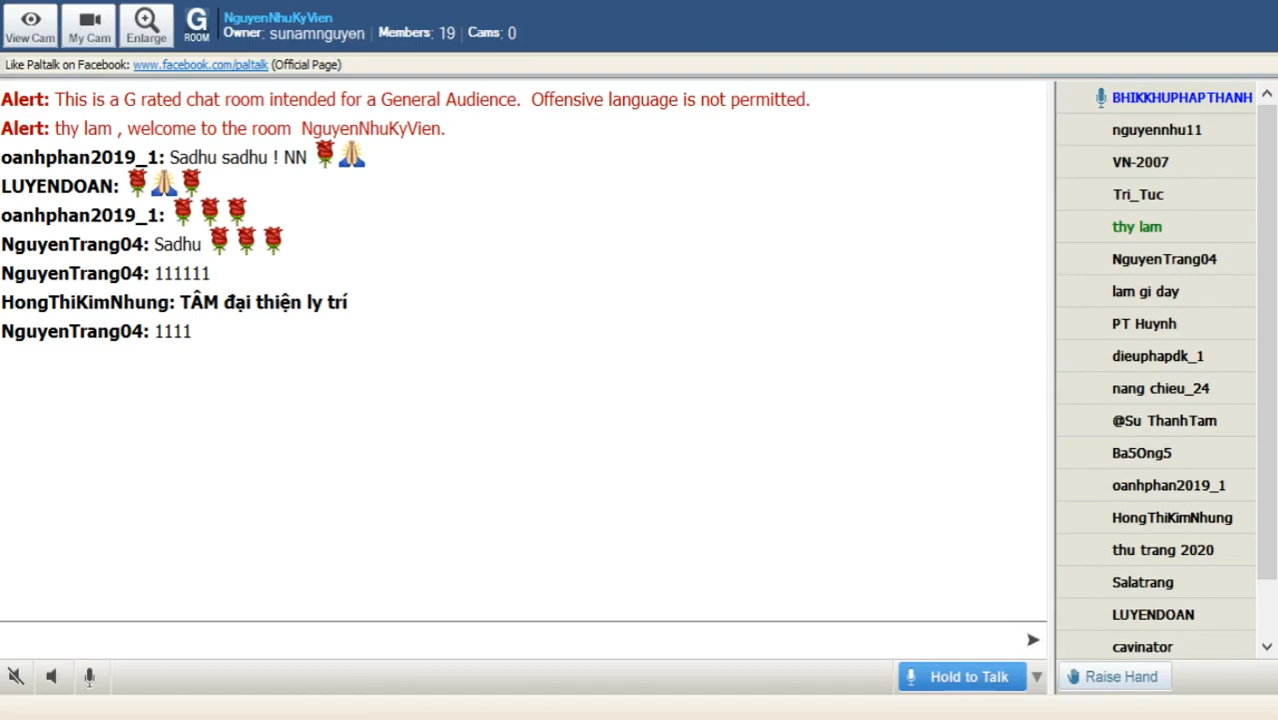 View Cam
My Cam
Enlarge
G
ROOM
NguyenNhuKyVien
Owner: sunamnguyen | Members: 19 | Cams: 0
Like Paltalk on Facebook: www.facebook.com/paltalk (Official Page)
Alert: This is a G rated chat room intended for a General Audience.  Offensive language is not permitted.
Alert: thy lam , welcome to the room  NguyenNhuKyVien.
oanhphan2019_1: Sadhu sadhu ! NN 🌹🙏
LUYENDOAN: 🌹🙏🌹
oanhphan2019_1: 🌹🌹🌹
NguyenTrang04: Sadhu 🌹🌹🌹
NguyenTrang04: 111111
HongThiKimNhung: TÂM đại thiện ly trí
NguyenTrang04: 1111
BHIKKHUPHAPTHANH
nguyennhu11
VN-2007
Tri_Tuc
thy lam
NguyenTrang04
lam gi day
PT Huynh
dieuphapdk_1
nang chieu_24
@Su ThanhTam
Ba5Ong5
oanhphan2019_1
HongThiKimNhung
thu trang 2020
Salatrang
LUYENDOAN
cavinator
Hold to Talk
Raise Hand